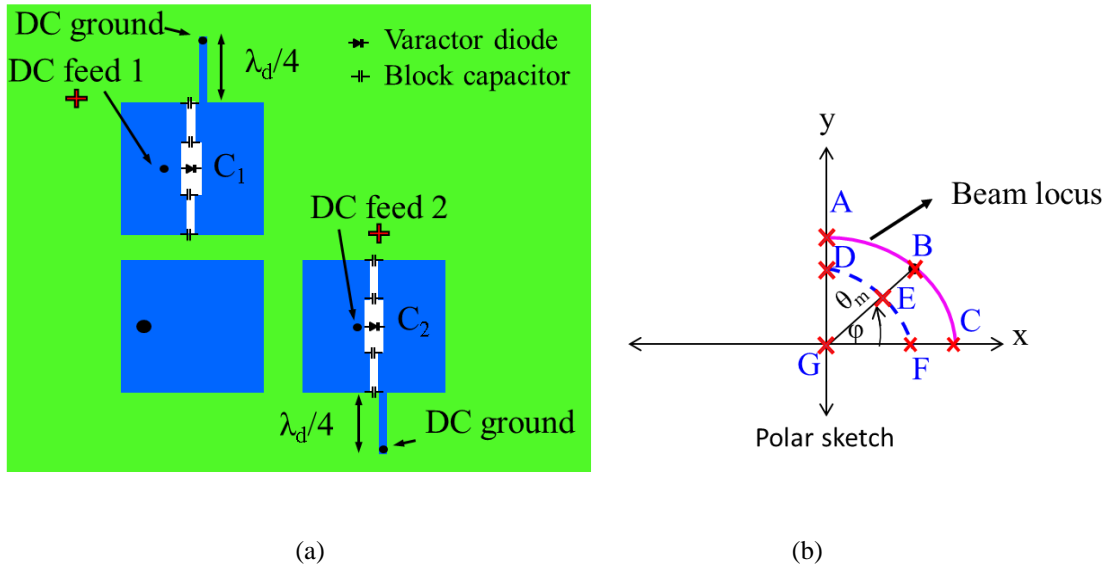 DC ground
DC feed 1
λd/4
Varactor diode
Block capacitor
C1
DC feed 2
C2
λd/4
DC ground
y
A
Beam locus
D
B
θm
E
C
φ
x
G
F
Polar sketch
(a)
(b)